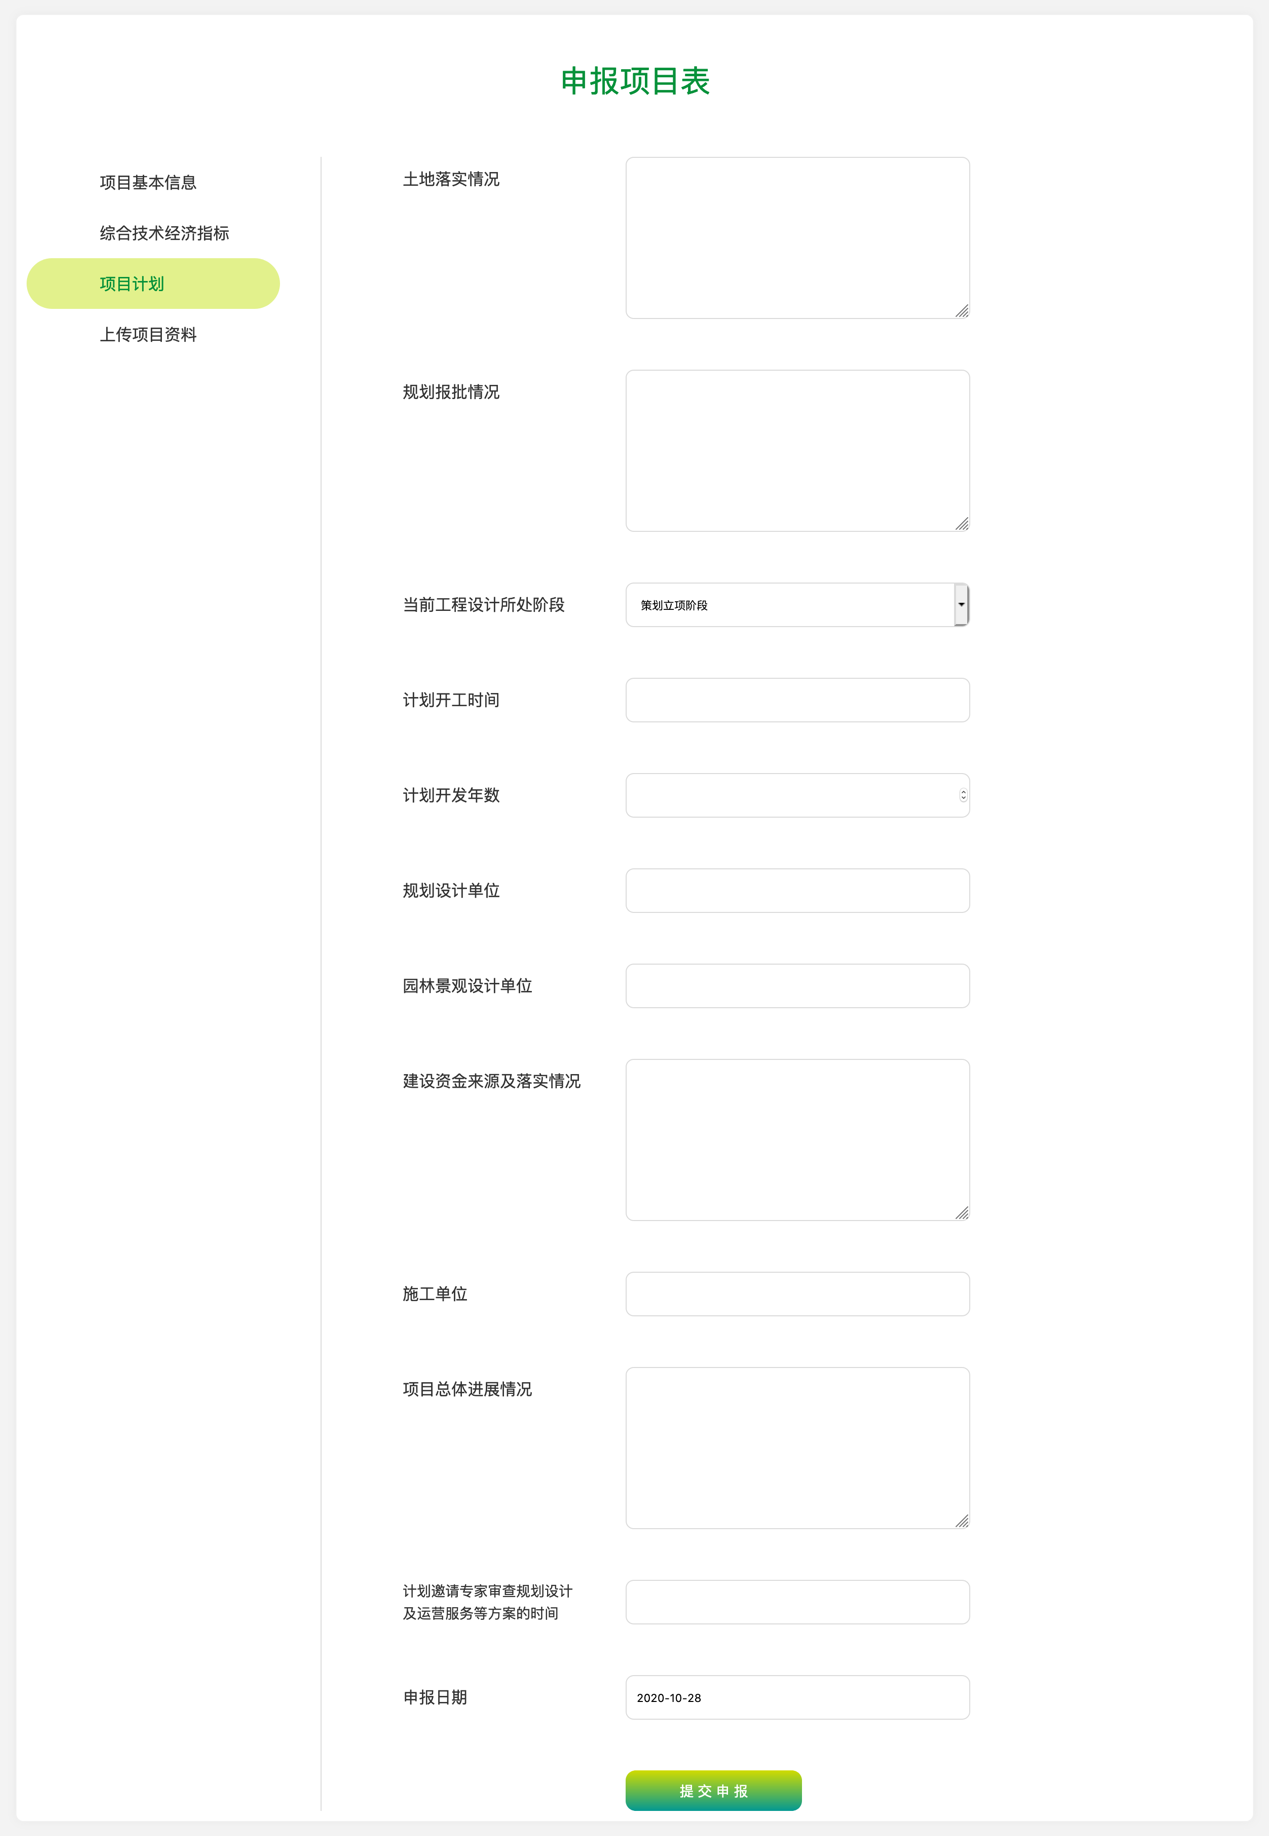 申报项目表
项目基本信息
综合技术经济指标
项目计划
上传项目资料
土地落实情况
规划报批情况
当前工程设计所处阶段
策划立项阶段
计划开工时间
计划开发年数
规划设计单位
园林景观设计单位
建设资金来源及落实情况
施工单位
项目总体进展情况
计划邀请专家审查规划设计
及运营服务等方案的时间
申报日期
2020-10-28
提交申报